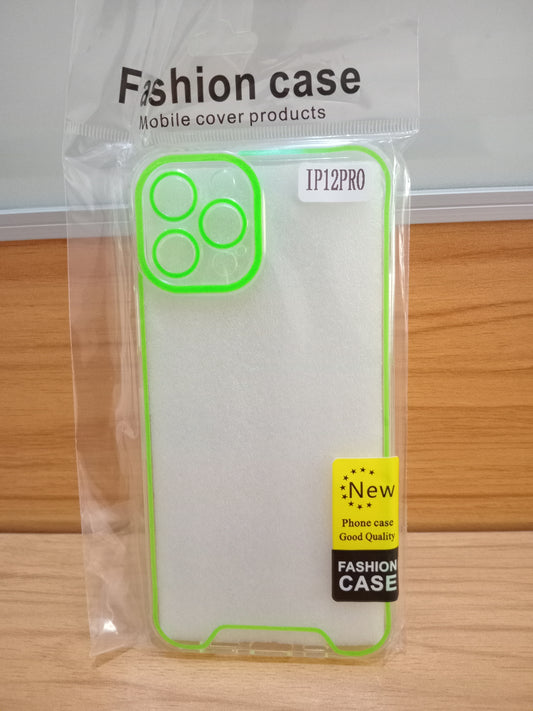 Fashion case
Mobile cover products
IP12PRO
New
Phone case
Good Quality
FASHION
CASE